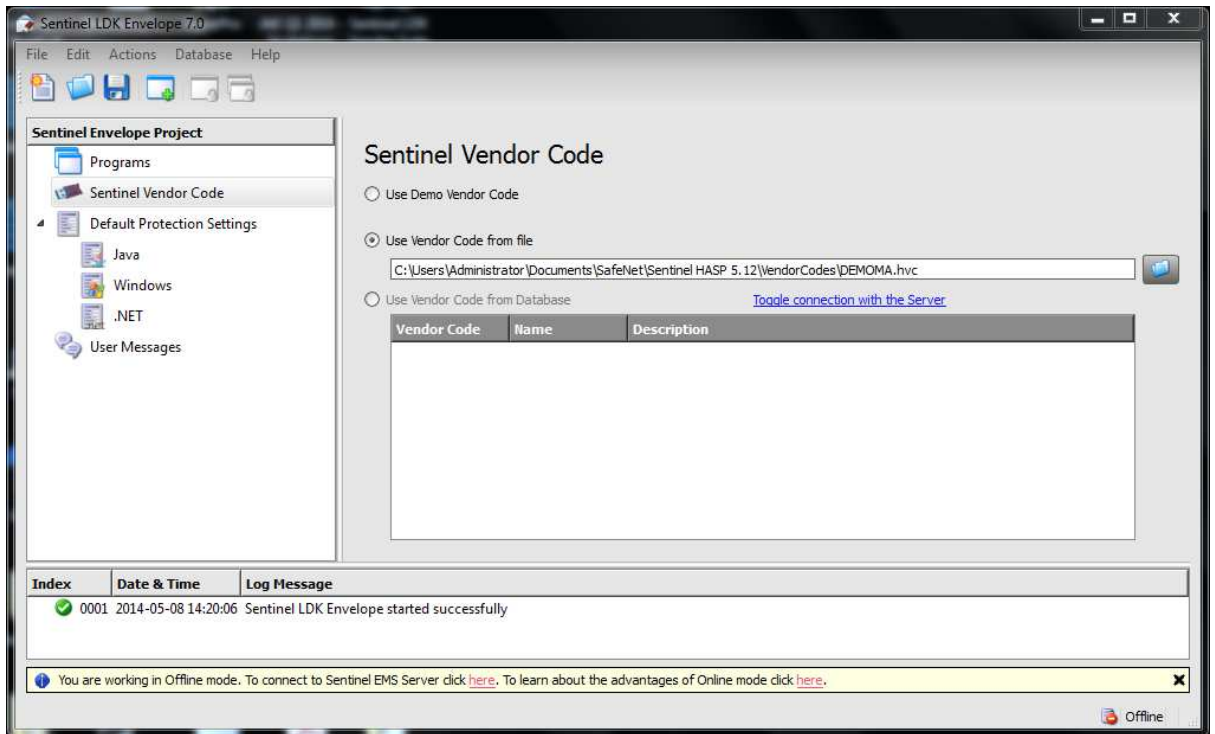 Sentinel LDK Envelope 7.0
File Edit Actions Database Help
Sentinel Envelope Project
Programs
Sentinel Vendor Code
Default Protection Settings
Java
Windows
.NET
User Messages
Sentinel Vendor Code
Use Demo Vendor Code
Use Vendor Code from file
C:\Users\Administrator\Documents\SafeNet\Sentinel HASP 5.12\VendorCodes\DEMOMA.hvc
Use Vendor Code from Database Toggle connection with the Server
Vendor Code Name Description
Index Date & Time Log Message
0001 2014-05-08 14:20:06 Sentinel LDK Envelope started successfully
You are working in Offline mode. To connect to Sentinel EMS Server click here. To learn about the advantages of Online mode click here.
Offline